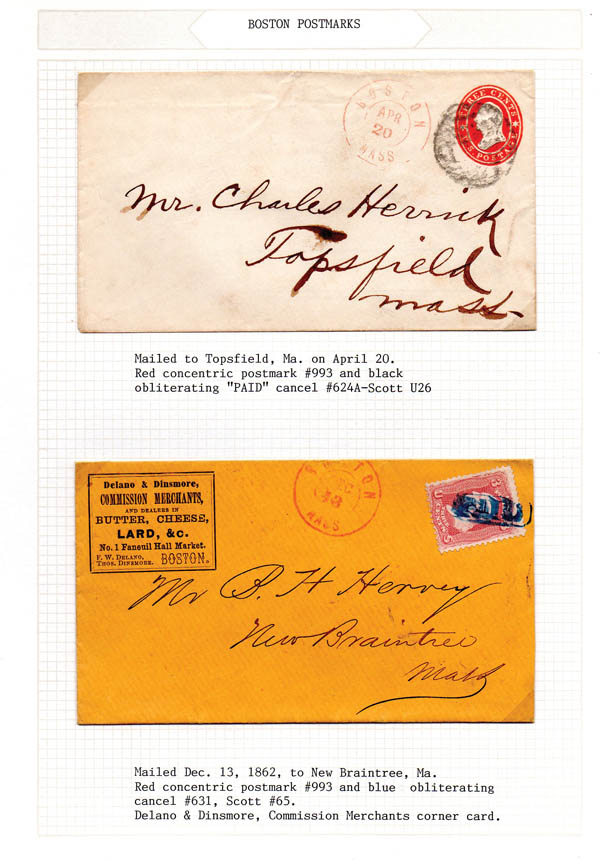 BOSTON POSTMARKS
BOSTON
APR
20
MASS
THREE CENTS
U.S. POSTAGE
Mr. Charles Herrick
Topsfield
Mass.
Mailed to Topsfield, Ma. on April 20.
Red concentric postmark #993 and black
obliterating "PAID" cancel #624A-Scott U26
Delano & Dinsmore,
COMMISSION MERCHANTS,
AND DEALERS IN
BUTTER, CHEESE,
LARD, &c.
No. 1 Faneuil Hall Market.
F. W. DELANO,
THOS. DINSMORE. BOSTON.
BOSTON
DEC
13
MASS
3
U
S
Mr B. H Hervey
New Braintree
Mass
Mailed Dec. 13, 1862, to New Braintree, Ma.
Red concentric postmark #993 and blue obliterating
cancel #631, Scott #65.
Delano & Dinsmore, Commission Merchants corner card.